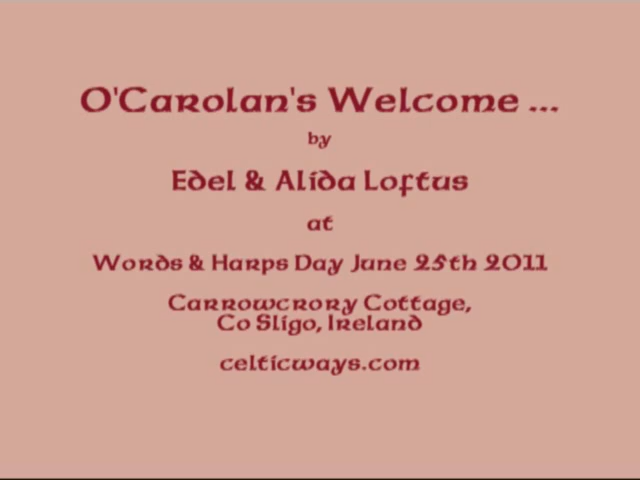 O'Carolan's Welcome ...
by
Edel & Alida Loftus
at
Words & Harps Day June 25th 2011
Carrowcrory Cottage,
Co Sligo, Ireland
celticways.com